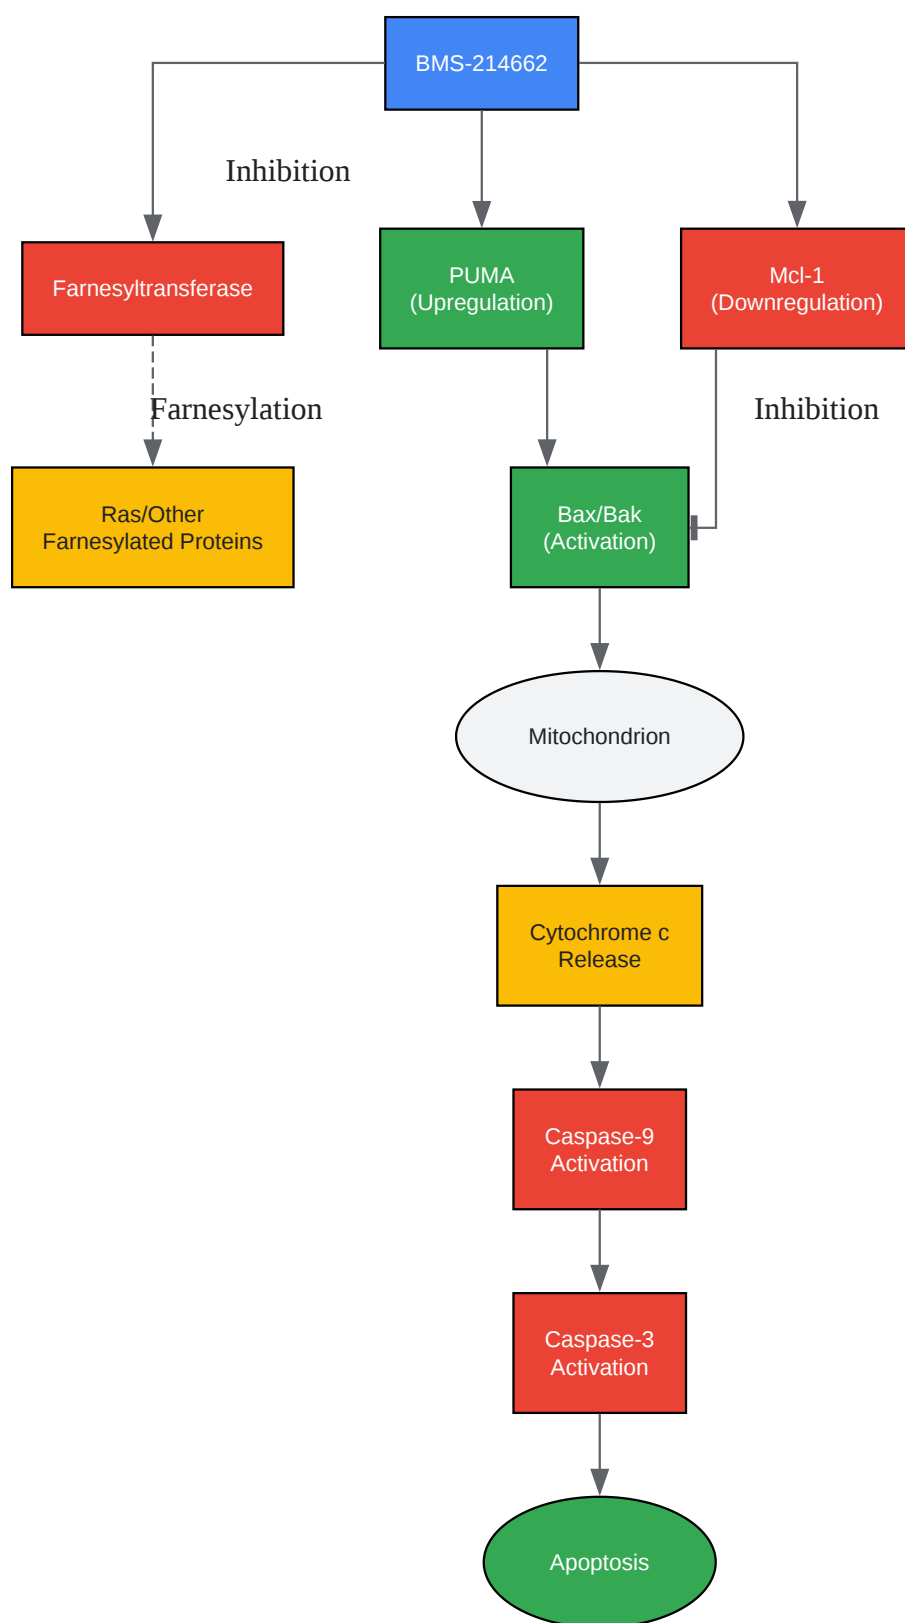 BMS-214662
Inhibition
Farnesyltransferase
PUMA
(Upregulation)
Mcl-1
(Downregulation)
Farnesylation
Inhibition
Ras/Other
Farnesylated Proteins
Bax/Bak
(Activation)
Mitochondrion
Cytochrome c
Release
Caspase-9
Activation
Caspase-3
Activation
Apoptosis